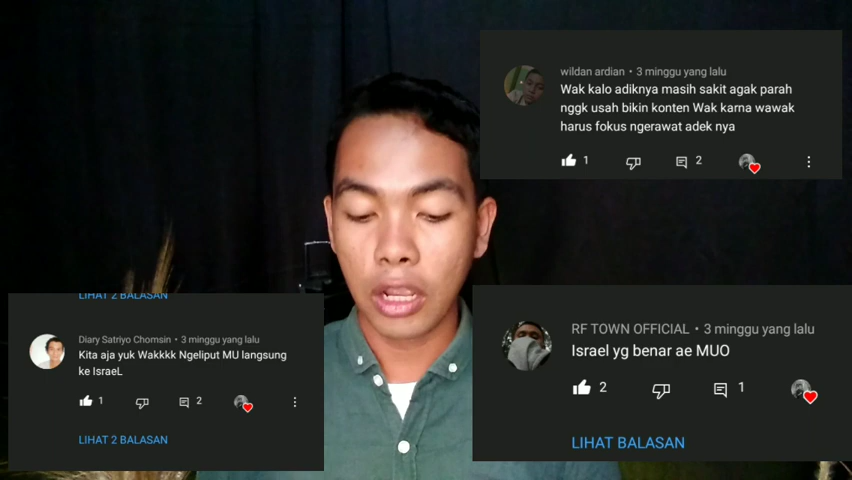 wildan ardian • 3 minggu yang lalu
Wak kalo adiknya masih sakit agak parah
nggk usah bikin konten Wak karna wawak
harus fokus ngerawat adek nya
1
2
LIHAT 2 BALASAN
Diary Satriyo Chomsin • 3 minggu yang lalu
Kita aja yuk Wakkkk Ngeliput MU langsung
ke IsraeL
1
2
LIHAT 2 BALASAN
RF TOWN OFFICIAL • 3 minggu yang lalu
Israel yg benar ae MUO
2
1
LIHAT BALASAN